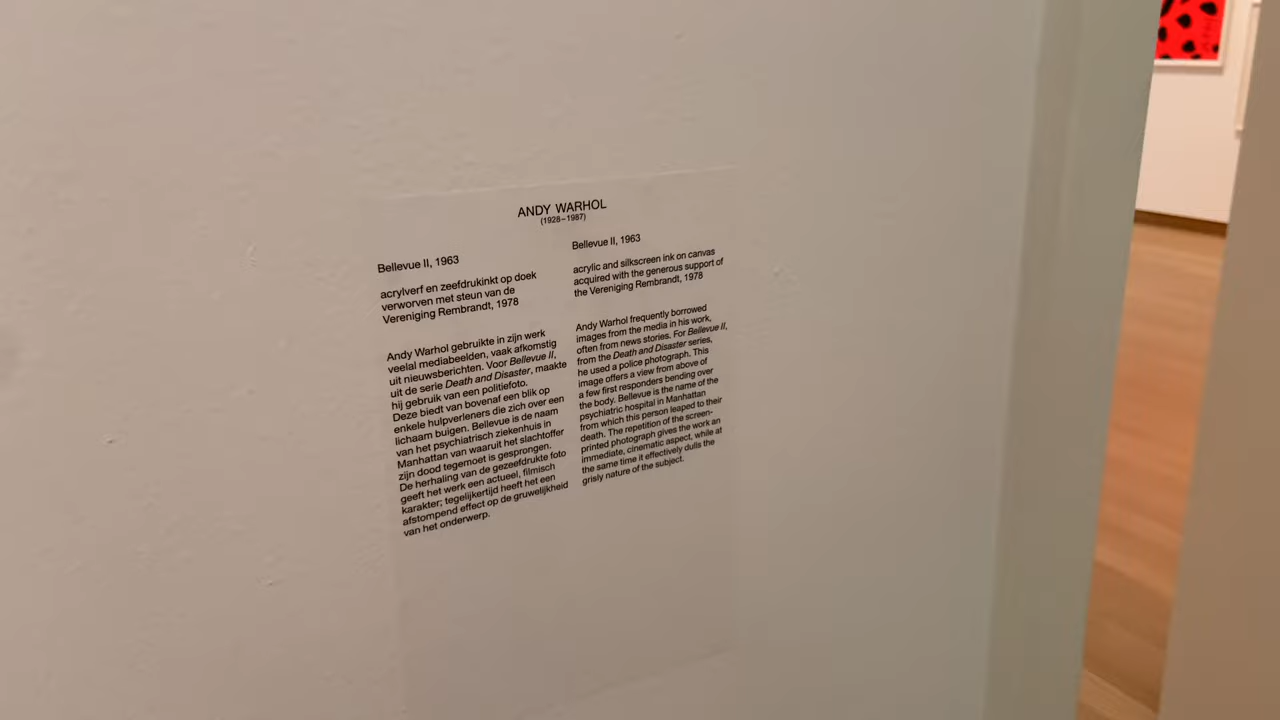 ANDY WARHOL
(1928–1987)
Bellevue II, 1963
acrylverf en zeefdrukinkt op doek
verworven met steun van de
Vereniging Rembrandt, 1978
Andy Warhol gebruikte in zijn werk
veelal mediabeelden, vaak afkomstig
uit nieuwsberichten. Voor Bellevue II,
uit de serie Death and Disaster, maakte
hij gebruik van een politiefoto.
Deze biedt van bovenaf een blik op
enkele hulpverleners die zich over een
lichaam buigen. Bellevue is de naam
van het psychiatrisch ziekenhuis in
Manhattan van waaruit het slachtoffer
zijn dood tegemoet is gesprongen.
De herhaling van de gezeefdrukte foto
geeft het werk een actueel, filmisch
karakter; tegelijkertijd heeft het een
afstompend effect op de gruwelijkheid
van het onderwerp.
Bellevue II, 1963
acrylic and silkscreen ink on canvas
acquired with the generous support of
the Vereniging Rembrandt, 1978
Andy Warhol frequently borrowed
images from the media in his work,
often from news stories. For Bellevue II,
from the Death and Disaster series,
he used a police photograph. This
image offers a view from above of
a few first responders bending over
the body. Bellevue is the name of the
psychiatric hospital in Manhattan
from which this person leaped to their
death. The repetition of the screen-
printed photograph gives the work an
immediate, cinematic aspect, while at
the same time it effectively dulls the
grisly nature of the subject.